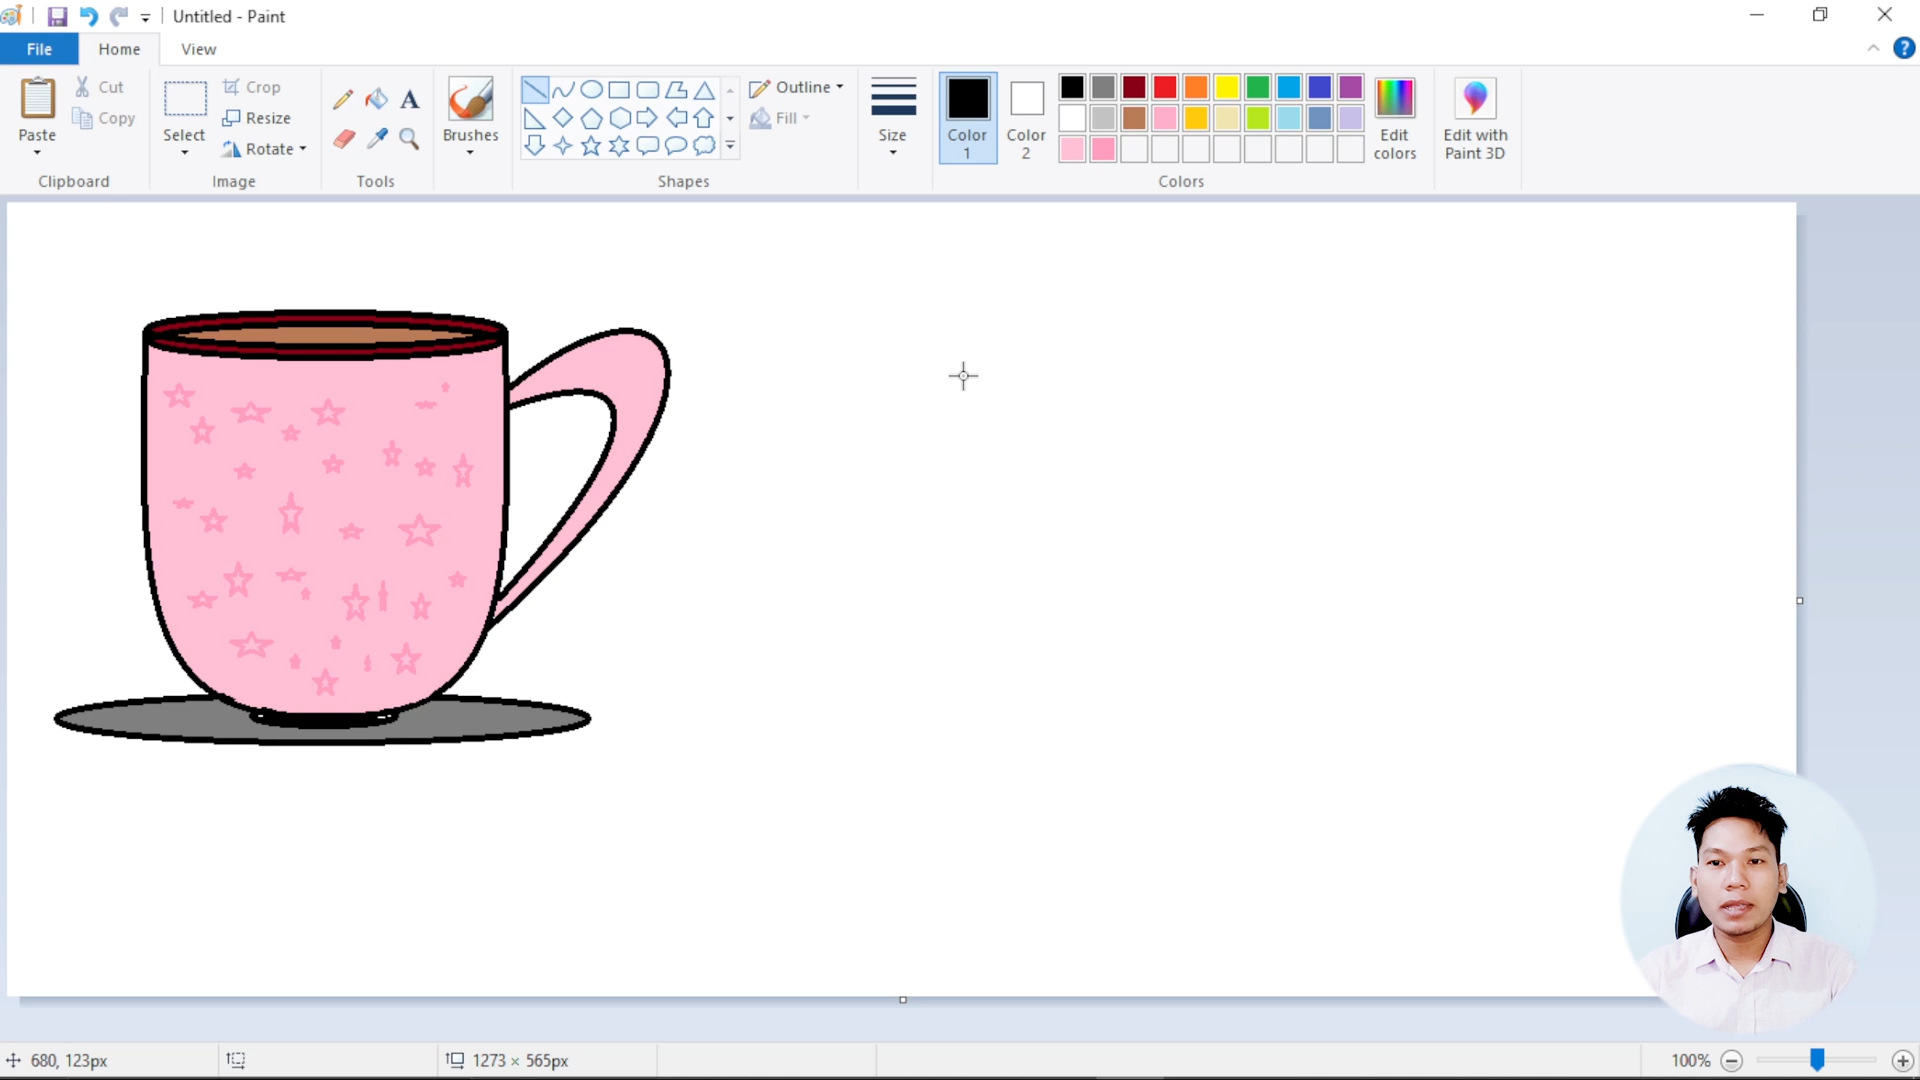 Untitled - Paint
File Home View
Paste Cut Copy Clipboard
Select Crop Resize Rotate Image
A Tools
Brushes
Shapes Outline Fill
Size
Color 1 Color 2 Edit colors Colors
Edit with Paint 3D
?
680, 123px 1273 × 565px 100%